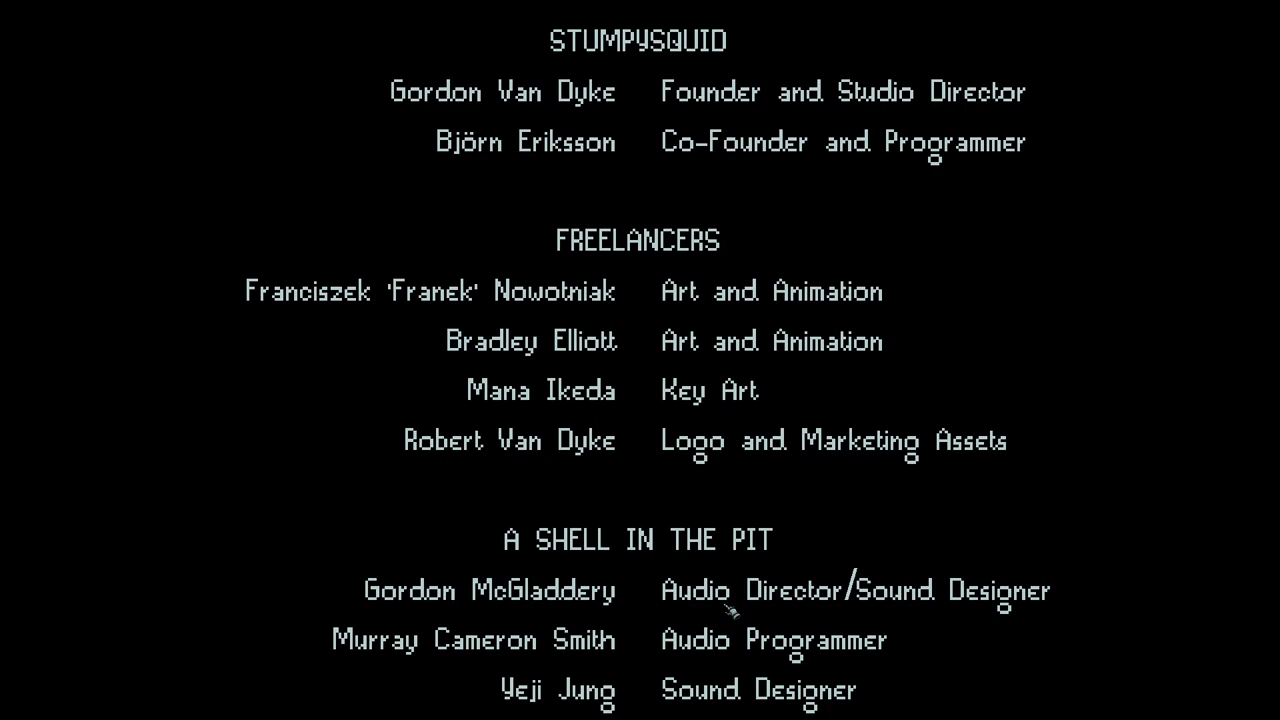 STUMPYSQUID
Gordon Van Dyke Founder and Studio Director
Björn Eriksson Co-Founder and Programmer
FREELANCERS
Franciszek 'Franek' Nowotniak Art and Animation
Bradley Elliott Art and Animation
Mana Ikeda Key Art
Robert Van Dyke Logo and Marketing Assets
A SHELL IN THE PIT
Gordon McGladdery Audio Director/Sound Designer
Murray Cameron Smith Audio Programmer
Yeji Jung Sound Designer